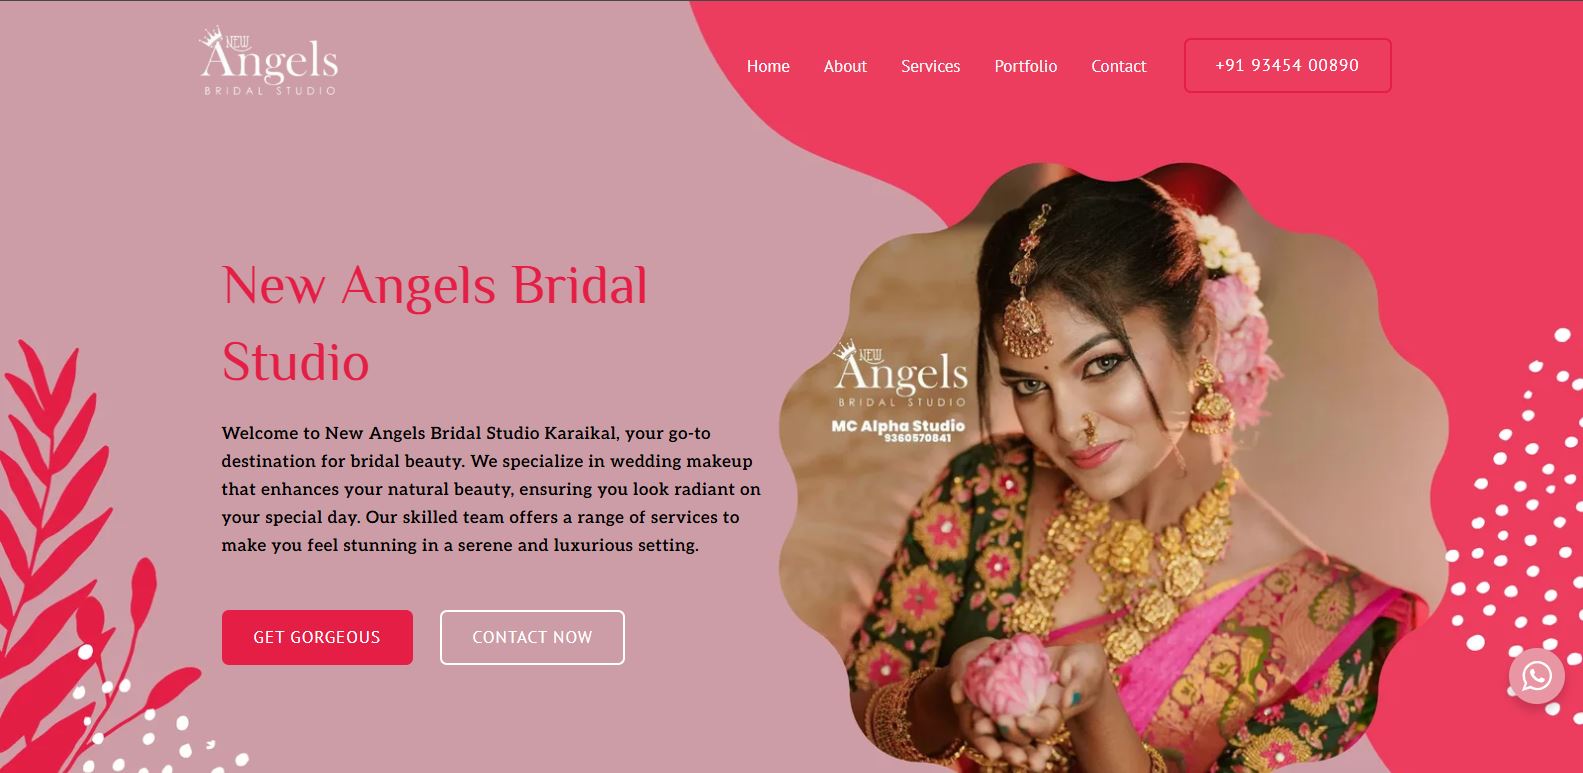 NEW
Angels
BRIDAL STUDIO
Home
About
Services
Portfolio
Contact
+91 93454 00890
New Angels Bridal
Studio
Welcome to New Angels Bridal Studio Karaikal, your go-to
destination for bridal beauty. We specialize in wedding makeup
that enhances your natural beauty, ensuring you look radiant on
your special day. Our skilled team offers a range of services to
make you feel stunning in a serene and luxurious setting.
GET GORGEOUS
CONTACT NOW
NEW
Angels
BRIDAL STUDIO
MC Alpha Studio
9360570841